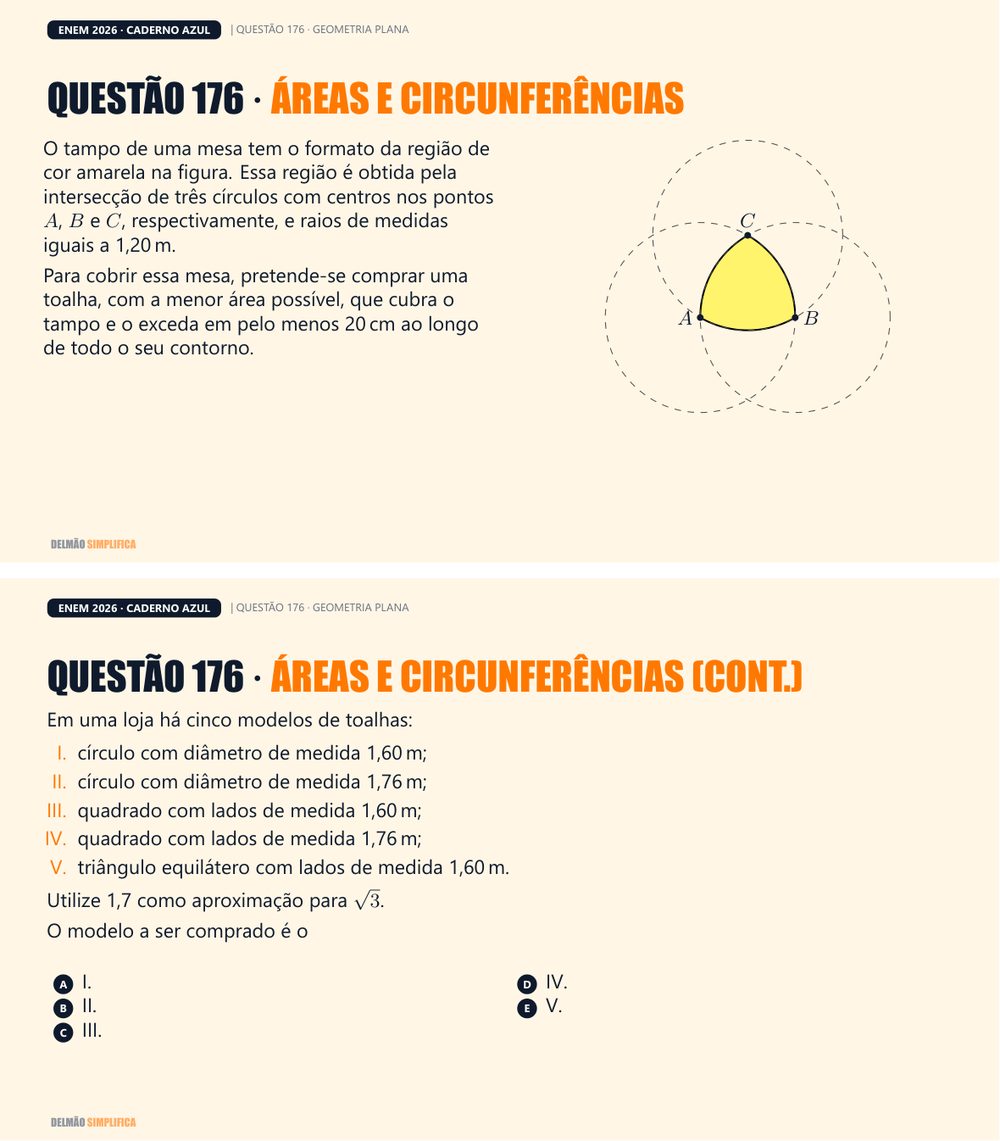 ENEM 2026 · CADERNO AZUL | QUESTÃO 176 · GEOMETRIA PLANA
QUESTÃO 176 · ÁREAS E CIRCUNFERÊNCIAS
O tampo de uma mesa tem o formato da região de
cor amarela na figura. Essa região é obtida pela
intersecção de três círculos com centros nos pontos
A, B e C, respectivamente, e raios de medidas
iguais a 1,20 m.
Para cobrir essa mesa, pretende-se comprar uma
toalha, com a menor área possível, que cubra o
tampo e o exceda em pelo menos 20 cm ao longo
de todo o seu contorno.
C
A
B
DELMÃO SIMPLIFICA
ENEM 2026 · CADERNO AZUL | QUESTÃO 176 · GEOMETRIA PLANA
QUESTÃO 176 · ÁREAS E CIRCUNFERÊNCIAS (CONT.)
Em uma loja há cinco modelos de toalhas:
I. círculo com diâmetro de medida 1,60 m;
II. círculo com diâmetro de medida 1,76 m;
III. quadrado com lados de medida 1,60 m;
IV. quadrado com lados de medida 1,76 m;
V. triângulo equilátero com lados de medida 1,60 m.
Utilize 1,7 como aproximação para √3.
O modelo a ser comprado é o
A I.
B II.
C III.
D IV.
E V.
DELMÃO SIMPLIFICA